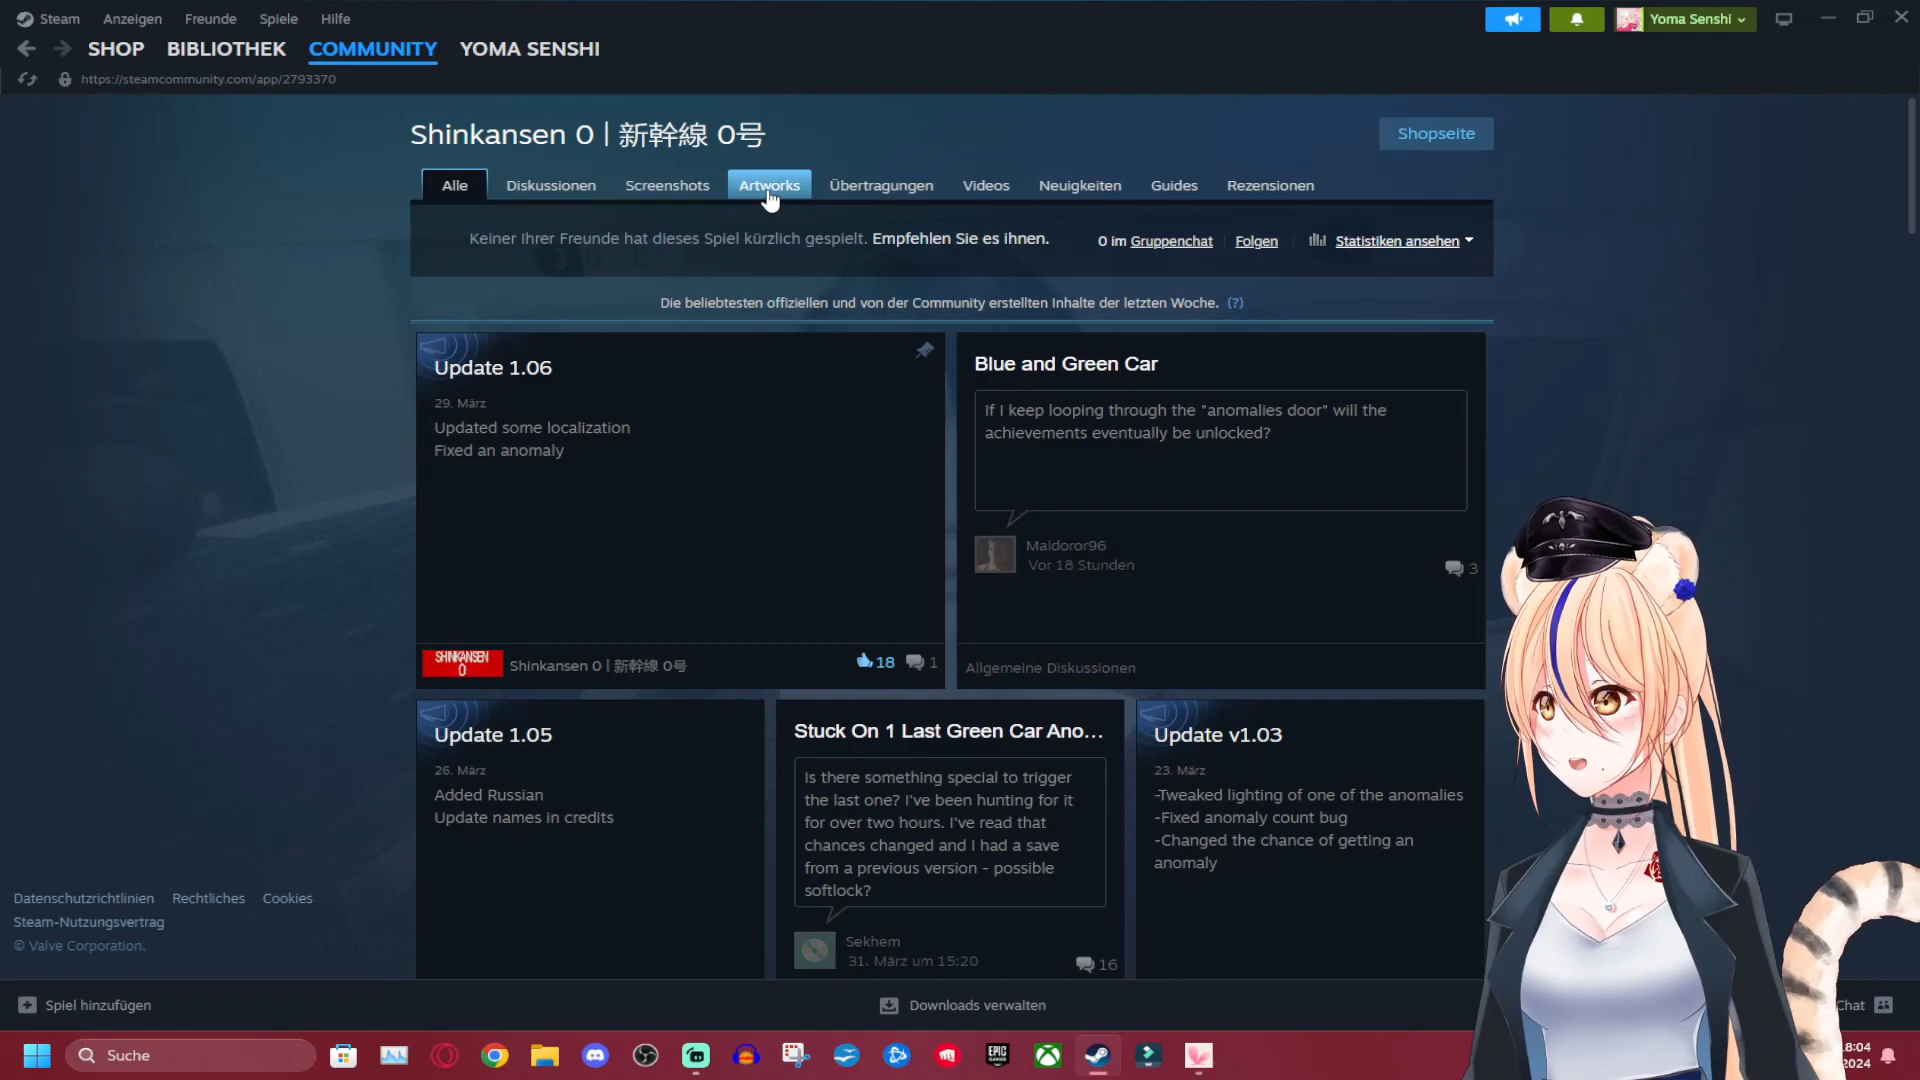 Steam Anzeigen Freunde Spiele Hilfe
Yoma Senshi
SHOP BIBLIOTHEK COMMUNITY YOMA SENSHI
https://steamcommunity.com/app/2793370
Shinkansen 0 | 新幹線 0号
Shopseite
Alle Diskussionen Screenshots Artworks Übertragungen Videos Neuigkeiten Guides Rezensionen
Keiner Ihrer Freunde hat dieses Spiel kürzlich gespielt. Empfehlen Sie es ihnen.
0 im Gruppenchat Folgen Statistiken ansehen
Die beliebtesten offiziellen und von der Community erstellten Inhalte der letzten Woche. (?)
Update 1.06
29. März
Updated some localization
Fixed an anomaly
SHINKANSEN
0
Shinkansen 0 | 新幹線 0号
18 1
Blue and Green Car
If I keep looping through the "anomalies door" will the
achievements eventually be unlocked?
Maldoror96
Vor 18 Stunden
3
Allgemeine Diskussionen
Update 1.05
26. März
Added Russian
Update names in credits
Stuck On 1 Last Green Car Ano...
Is there something special to trigger
the last one? I've been hunting for it
for over two hours. I've read that
chances changed and I had a save
from a previous version - possible
softlock?
Sekhem
31. März um 15:20
16
Update v1.03
23. März
-Tweaked lighting of one of the anomalies
-Fixed anomaly count bug
-Changed the chance of getting an
anomaly
Datenschutzrichtlinien Rechtliches Cookies
Steam-Nutzungsvertrag
© Valve Corporation.
Spiel hinzufügen
Downloads verwalten
Chat
Suche
EPIC
GAMES
8:04
2024